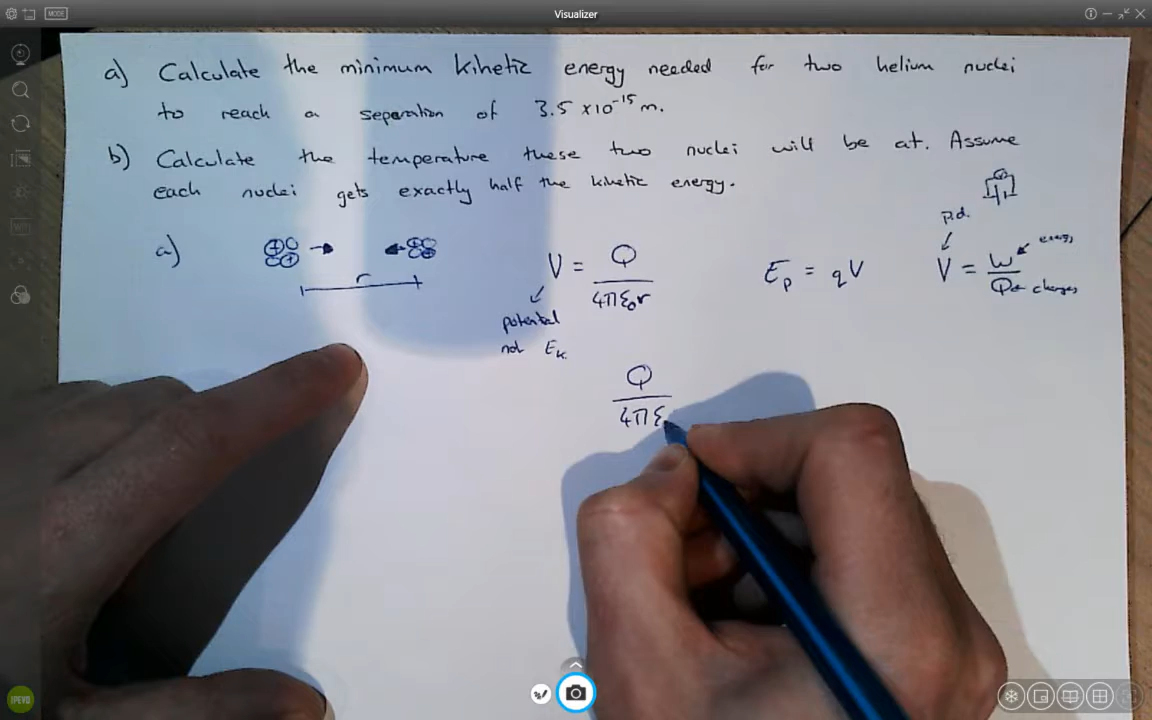 Visualizer
MODE
a) Calculate the minimum kinetic energy needed for two helium nuclei
to reach a separation of 3.5 x10⁻¹⁵ m.
b) Calculate the temperature these two nuclei will be at. Assume
each nuclei gets exactly half the kinetic energy.
a)
r
V = Q / 4πε₀r
potential
not Eₖ
Eₚ = qV
p.d.
V = W / Q
energy
charges
Q / 4πε
IPEVO